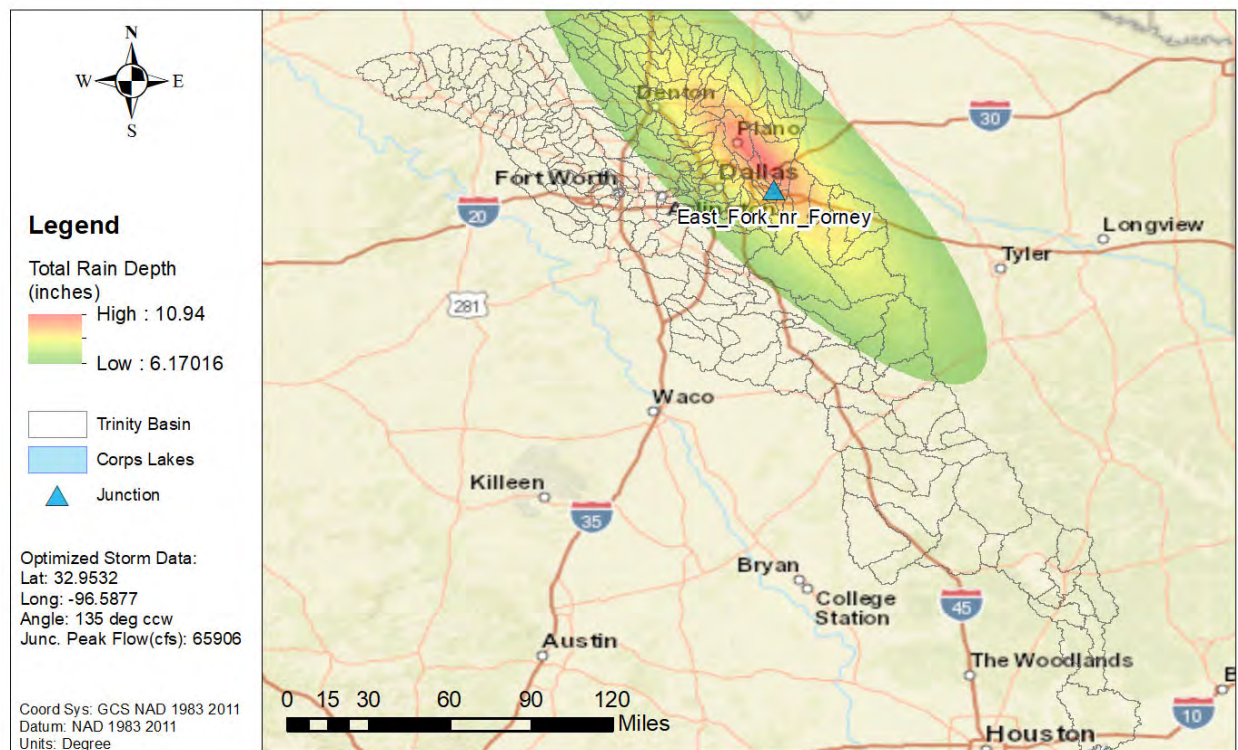 N
W
E
S
Legend
Total Rain Depth
(inches)
High : 10.94
Low : 6.17016
Trinity Basin
Corps Lakes
Junction
Optimized Storm Data:
Lat: 32.9532
Long: -96.5877
Angle: 135 deg ccw
Junc. Peak Flow(cfs): 65906
Coord Sys: GCS NAD 1983 2011
Datum: NAD 1983 2011
Units: Degree
Denton
30
Plano
Dallas
Fort Worth
20
East_Fork_nr_Forney
Longview
Tyler
281
Waco
Killeen
35
Bryan
College
Station
45
Austin
The Woodlands
0 15 30 60 90 120
Miles
10
Houston